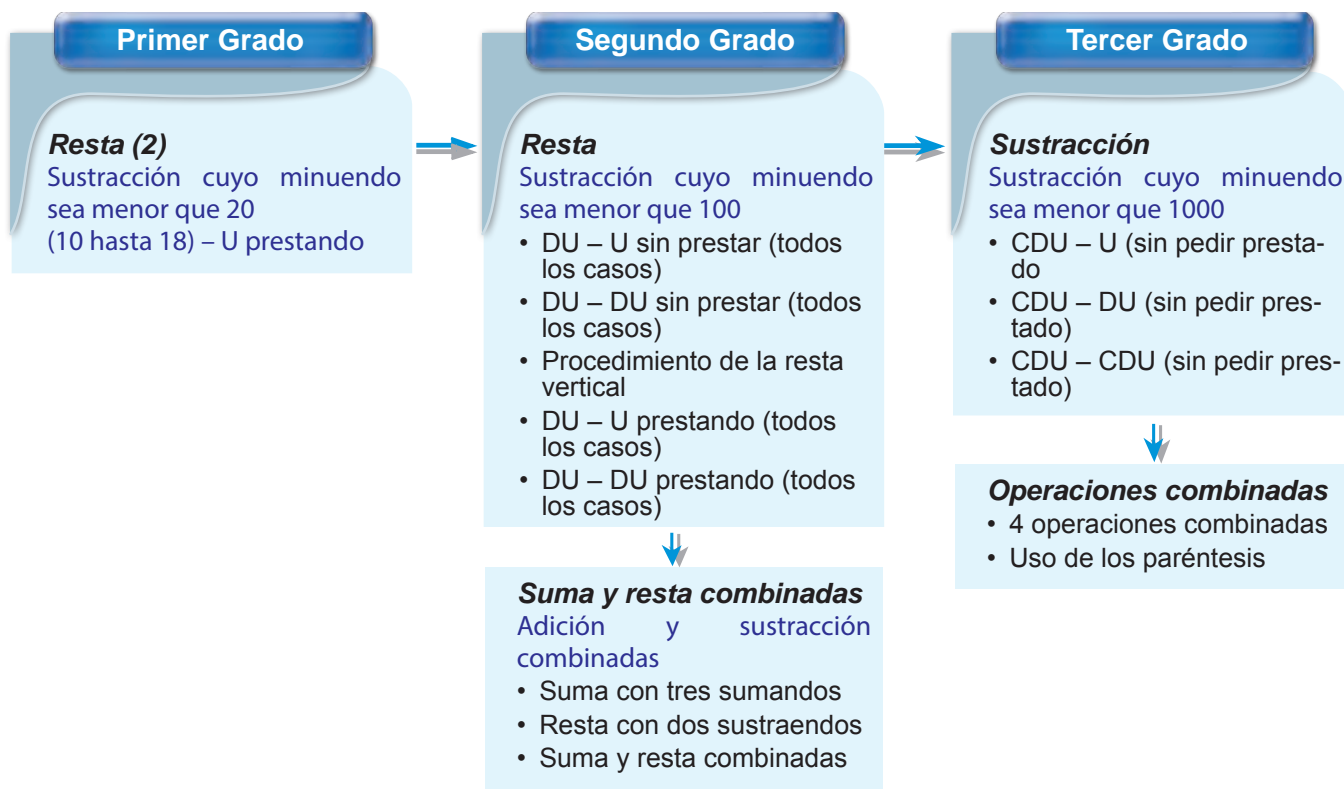 Primer Grado
Resta (2)
Sustracción cuyo minuendo
sea menor que 20
(10 hasta 18) – U prestando
Segundo Grado
Resta
Sustracción cuyo minuendo
sea menor que 100
• DU – U sin prestar (todos
los casos)
• DU – DU sin prestar (todos
los casos)
• Procedimiento de la resta
vertical
• DU – U prestando (todos
los casos)
• DU – DU prestando (todos
los casos)
Suma y resta combinadas
Adición y sustracción
combinadas
• Suma con tres sumandos
• Resta con dos sustraendos
• Suma y resta combinadas
Tercer Grado
Sustracción
Sustracción cuyo minuendo
sea menor que 1000
• CDU – U (sin pedir presta-
do
• CDU – DU (sin pedir pres-
tado)
• CDU – CDU (sin pedir pres-
tado)
Operaciones combinadas
• 4 operaciones combinadas
• Uso de los paréntesis